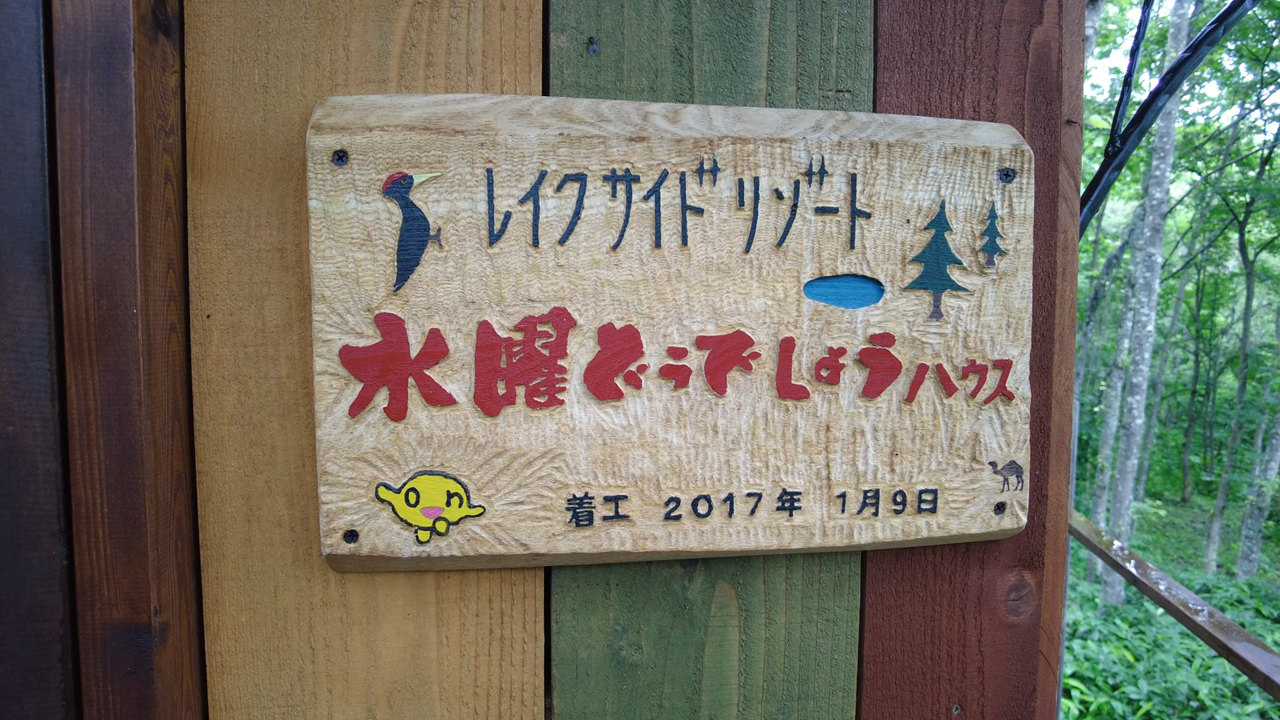 レイクサイドリゾート
水曜どうでしょうハウス
on
着工 2017年 1月9日